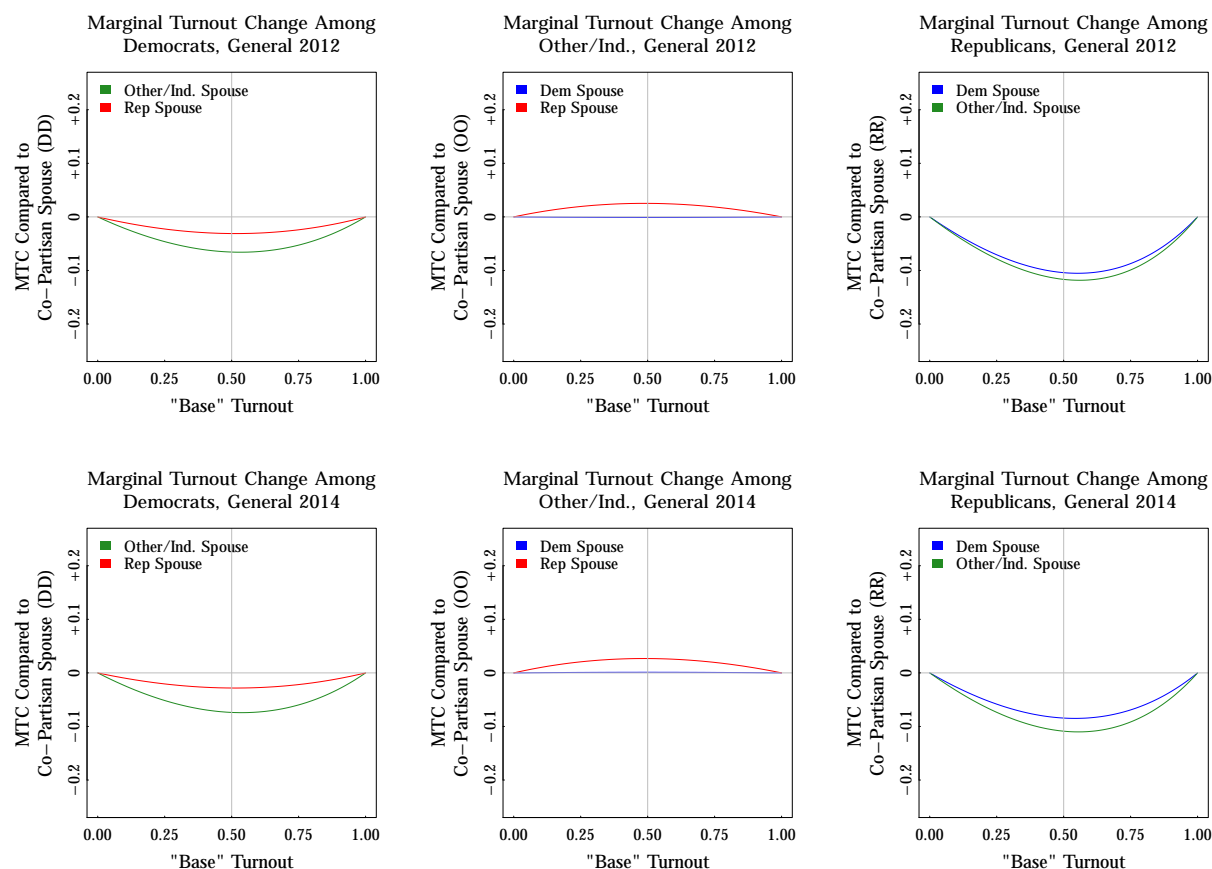 Marginal Turnout Change Among
Democrats, General 2012
Other/Ind. Spouse
Rep Spouse
MTC Compared to
Co−Partisan Spouse (DD)
+0.2
+0.1
0
−0.1
−0.2
0.00 0.25 0.50 0.75 1.00
"Base" Turnout
Marginal Turnout Change Among
Other/Ind., General 2012
Dem Spouse
Rep Spouse
MTC Compared to
Co−Partisan Spouse (OO)
+0.2
+0.1
0
−0.1
−0.2
0.00 0.25 0.50 0.75 1.00
"Base" Turnout
Marginal Turnout Change Among
Republicans, General 2012
Dem Spouse
Other/Ind. Spouse
MTC Compared to
Co−Partisan Spouse (RR)
+0.2
+0.1
0
−0.1
−0.2
0.00 0.25 0.50 0.75 1.00
"Base" Turnout
Marginal Turnout Change Among
Democrats, General 2014
Other/Ind. Spouse
Rep Spouse
MTC Compared to
Co−Partisan Spouse (DD)
+0.2
+0.1
0
−0.1
−0.2
0.00 0.25 0.50 0.75 1.00
"Base" Turnout
Marginal Turnout Change Among
Other/Ind., General 2014
Dem Spouse
Rep Spouse
MTC Compared to
Co−Partisan Spouse (OO)
+0.2
+0.1
0
−0.1
−0.2
0.00 0.25 0.50 0.75 1.00
"Base" Turnout
Marginal Turnout Change Among
Republicans, General 2014
Dem Spouse
Other/Ind. Spouse
MTC Compared to
Co−Partisan Spouse (RR)
+0.2
+0.1
0
−0.1
−0.2
0.00 0.25 0.50 0.75 1.00
"Base" Turnout